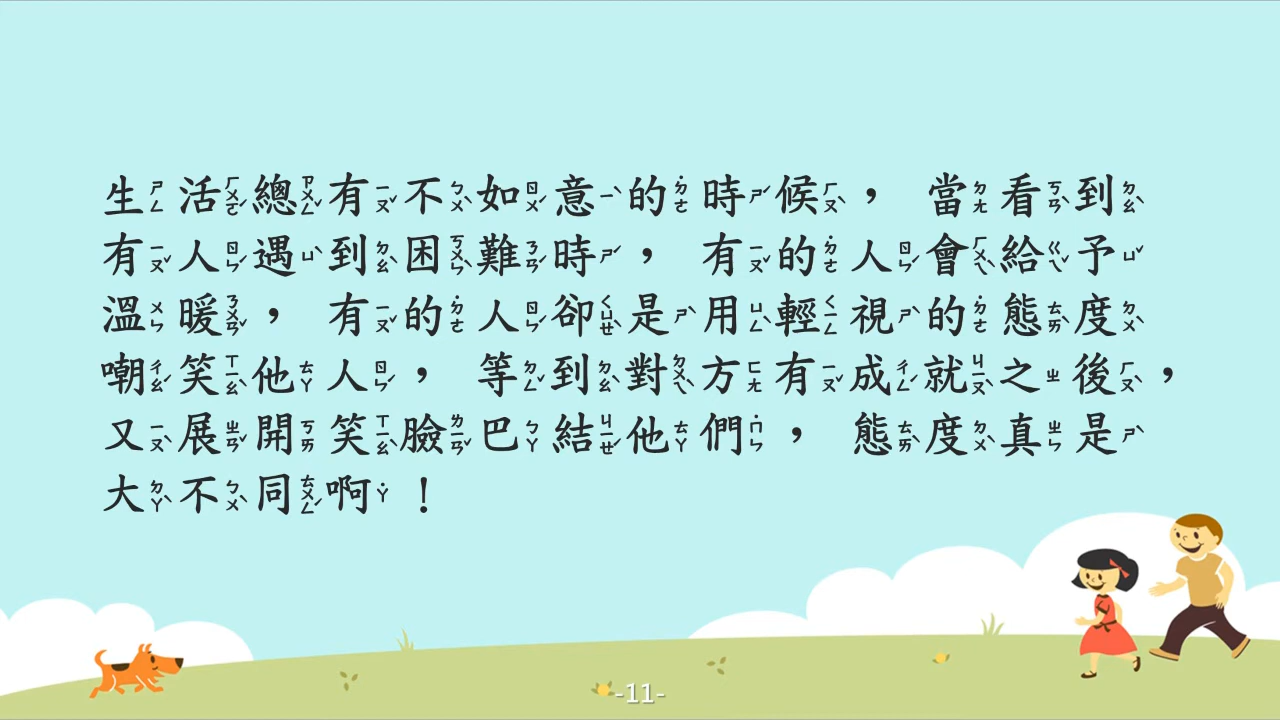 生活總有不如意的時候，當看到
有人遇到困難時，有的人會給予
溫暖，有的人卻是用輕視的態度
嘲笑他人，等到對方有成就之後，
又展開笑臉巴結他們，態度真是
大不同啊！
-11-